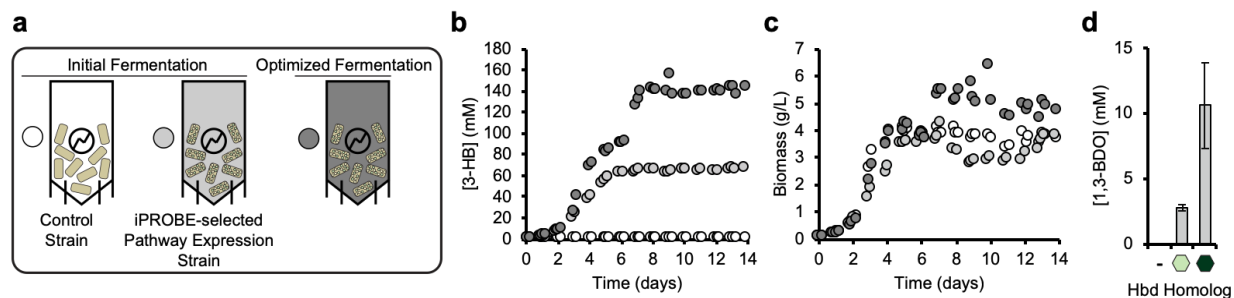 a
Initial Fermentation
Optimized Fermentation
Control
Strain
iPROBE-selected
Pathway Expression
Strain
b
[3-HB] (mM)
180
160
140
120
100
80
60
40
20
0
0 2 4 6 8 10 12 14
Time (days)
c
Biomass (g/L)
7
6
5
4
3
2
1
0
0 2 4 6 8 10 12 14
Time (days)
d
[1,3-BDO] (mM)
15
10
5
0
-
Hbd Homolog